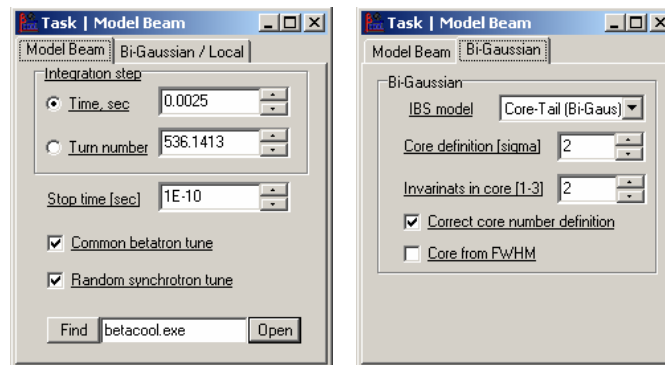 Task | Model Beam
Model Beam Bi-Gaussian / Local
Integration step
Time, sec 0.0025
Turn number 536.1413
Stop time [sec] 1E-10
Common betatron tune
Random synchrotron tune
Find betacool.exe Open
Task | Model Beam
Model Beam Bi-Gaussian
Bi-Gaussian
IBS model Core-Tail (Bi-Gaus)
Core definition [sigma] 2
Invarinats in core [1-3] 2
Correct core number definition
Core from FWHM